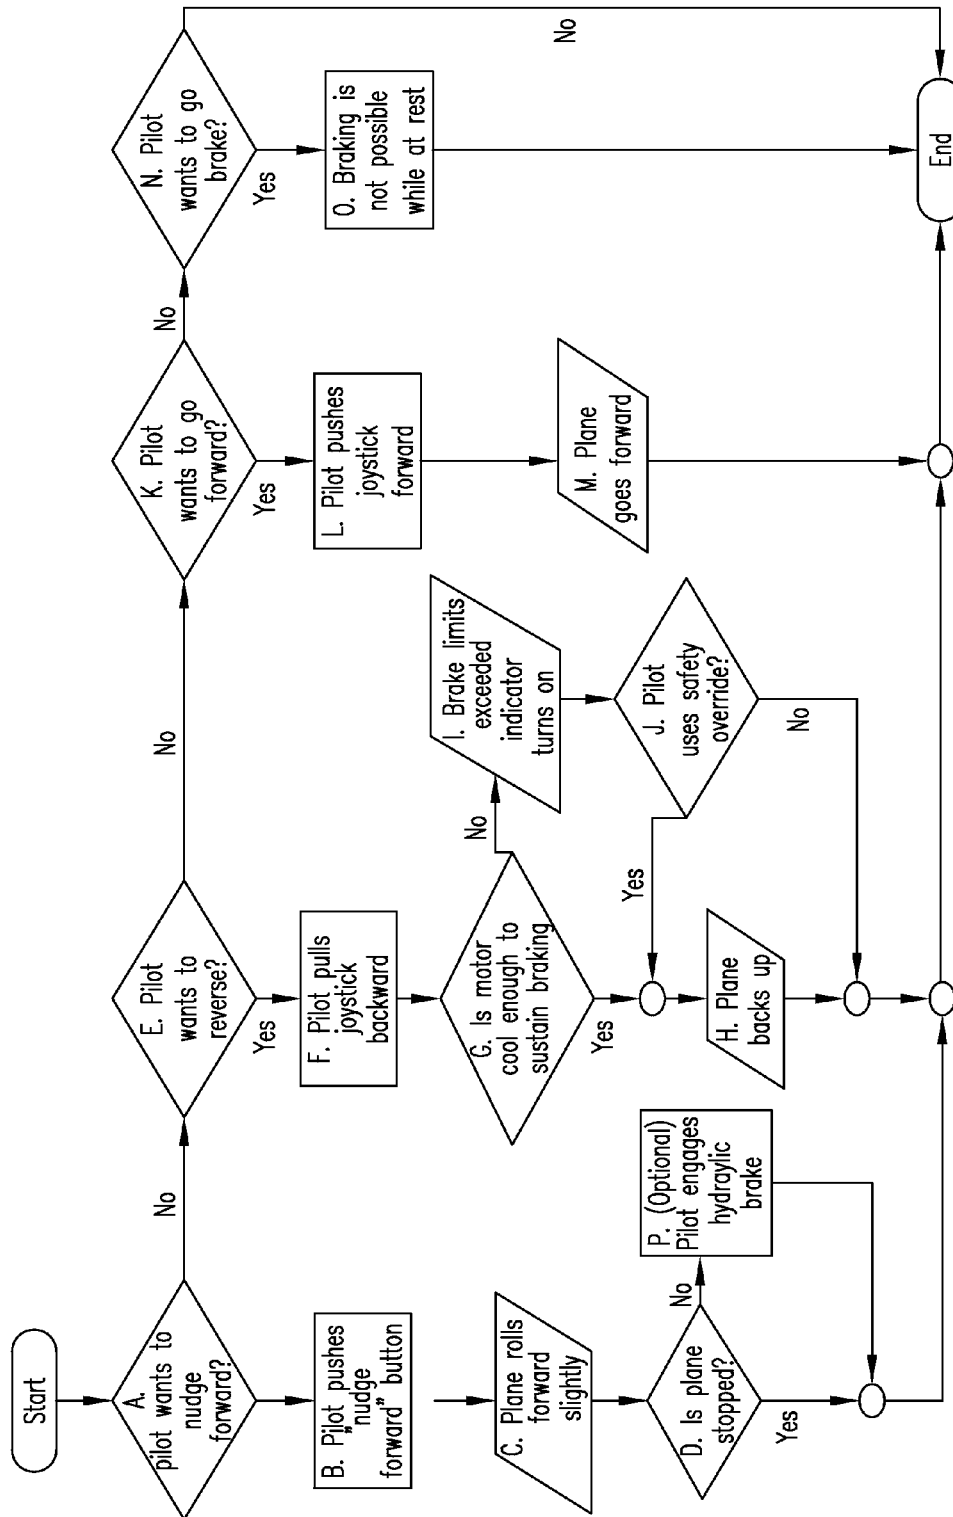 Start
A.
pilot wants to
nudge
forward?
No
B. Pilot pushes
"nudge
forward" button
C. Plane rolls
forward
slightly
D. Is plane
stopped?
No
Yes
P. (Optional)
Pilot engages
hydraylic
brake
E. Pilot
wants to
reverse?
No
Yes
F. Pilot pulls
joystick
backward
G. Is motor
cool enough to
sustain braking
No
Yes
H. Plane
backs up
I. Brake limits
exceeded
indicator
turns on
J. Pilot
uses safety
override?
Yes
No
K. Pilot
wants to go
forward?
No
Yes
L. Pilot pushes
joystick
forward
M. Plane
goes forward
N. Pilot
wants to go
brake?
No
Yes
O. Braking is
not possible
while at rest
End